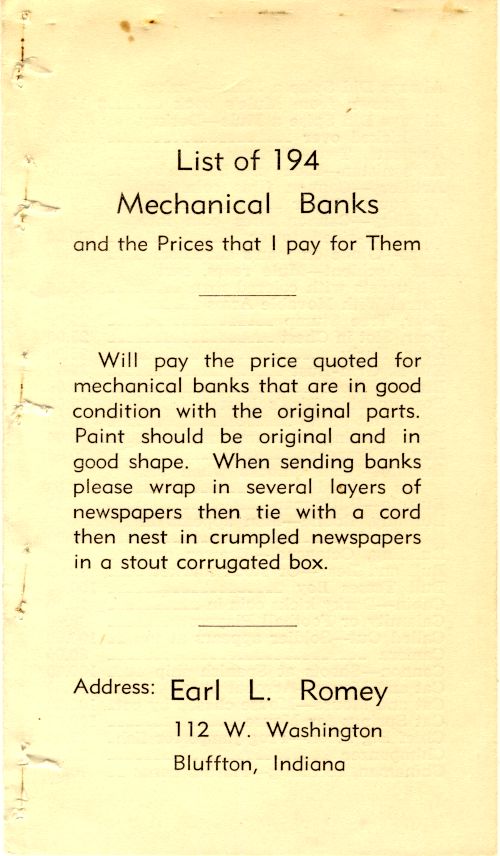 List of 194
Mechanical Banks
and the Prices that I pay for Them
Will pay the price quoted for
mechanical banks that are in good
condition with the original parts.
Paint should be original and in
good shape. When sending banks
please wrap in several layers of
newspapers then tie with a cord
then nest in crumpled newspapers
in a stout corrugated box.
Address: Earl L. Romey
112 W. Washington
Bluffton, Indiana